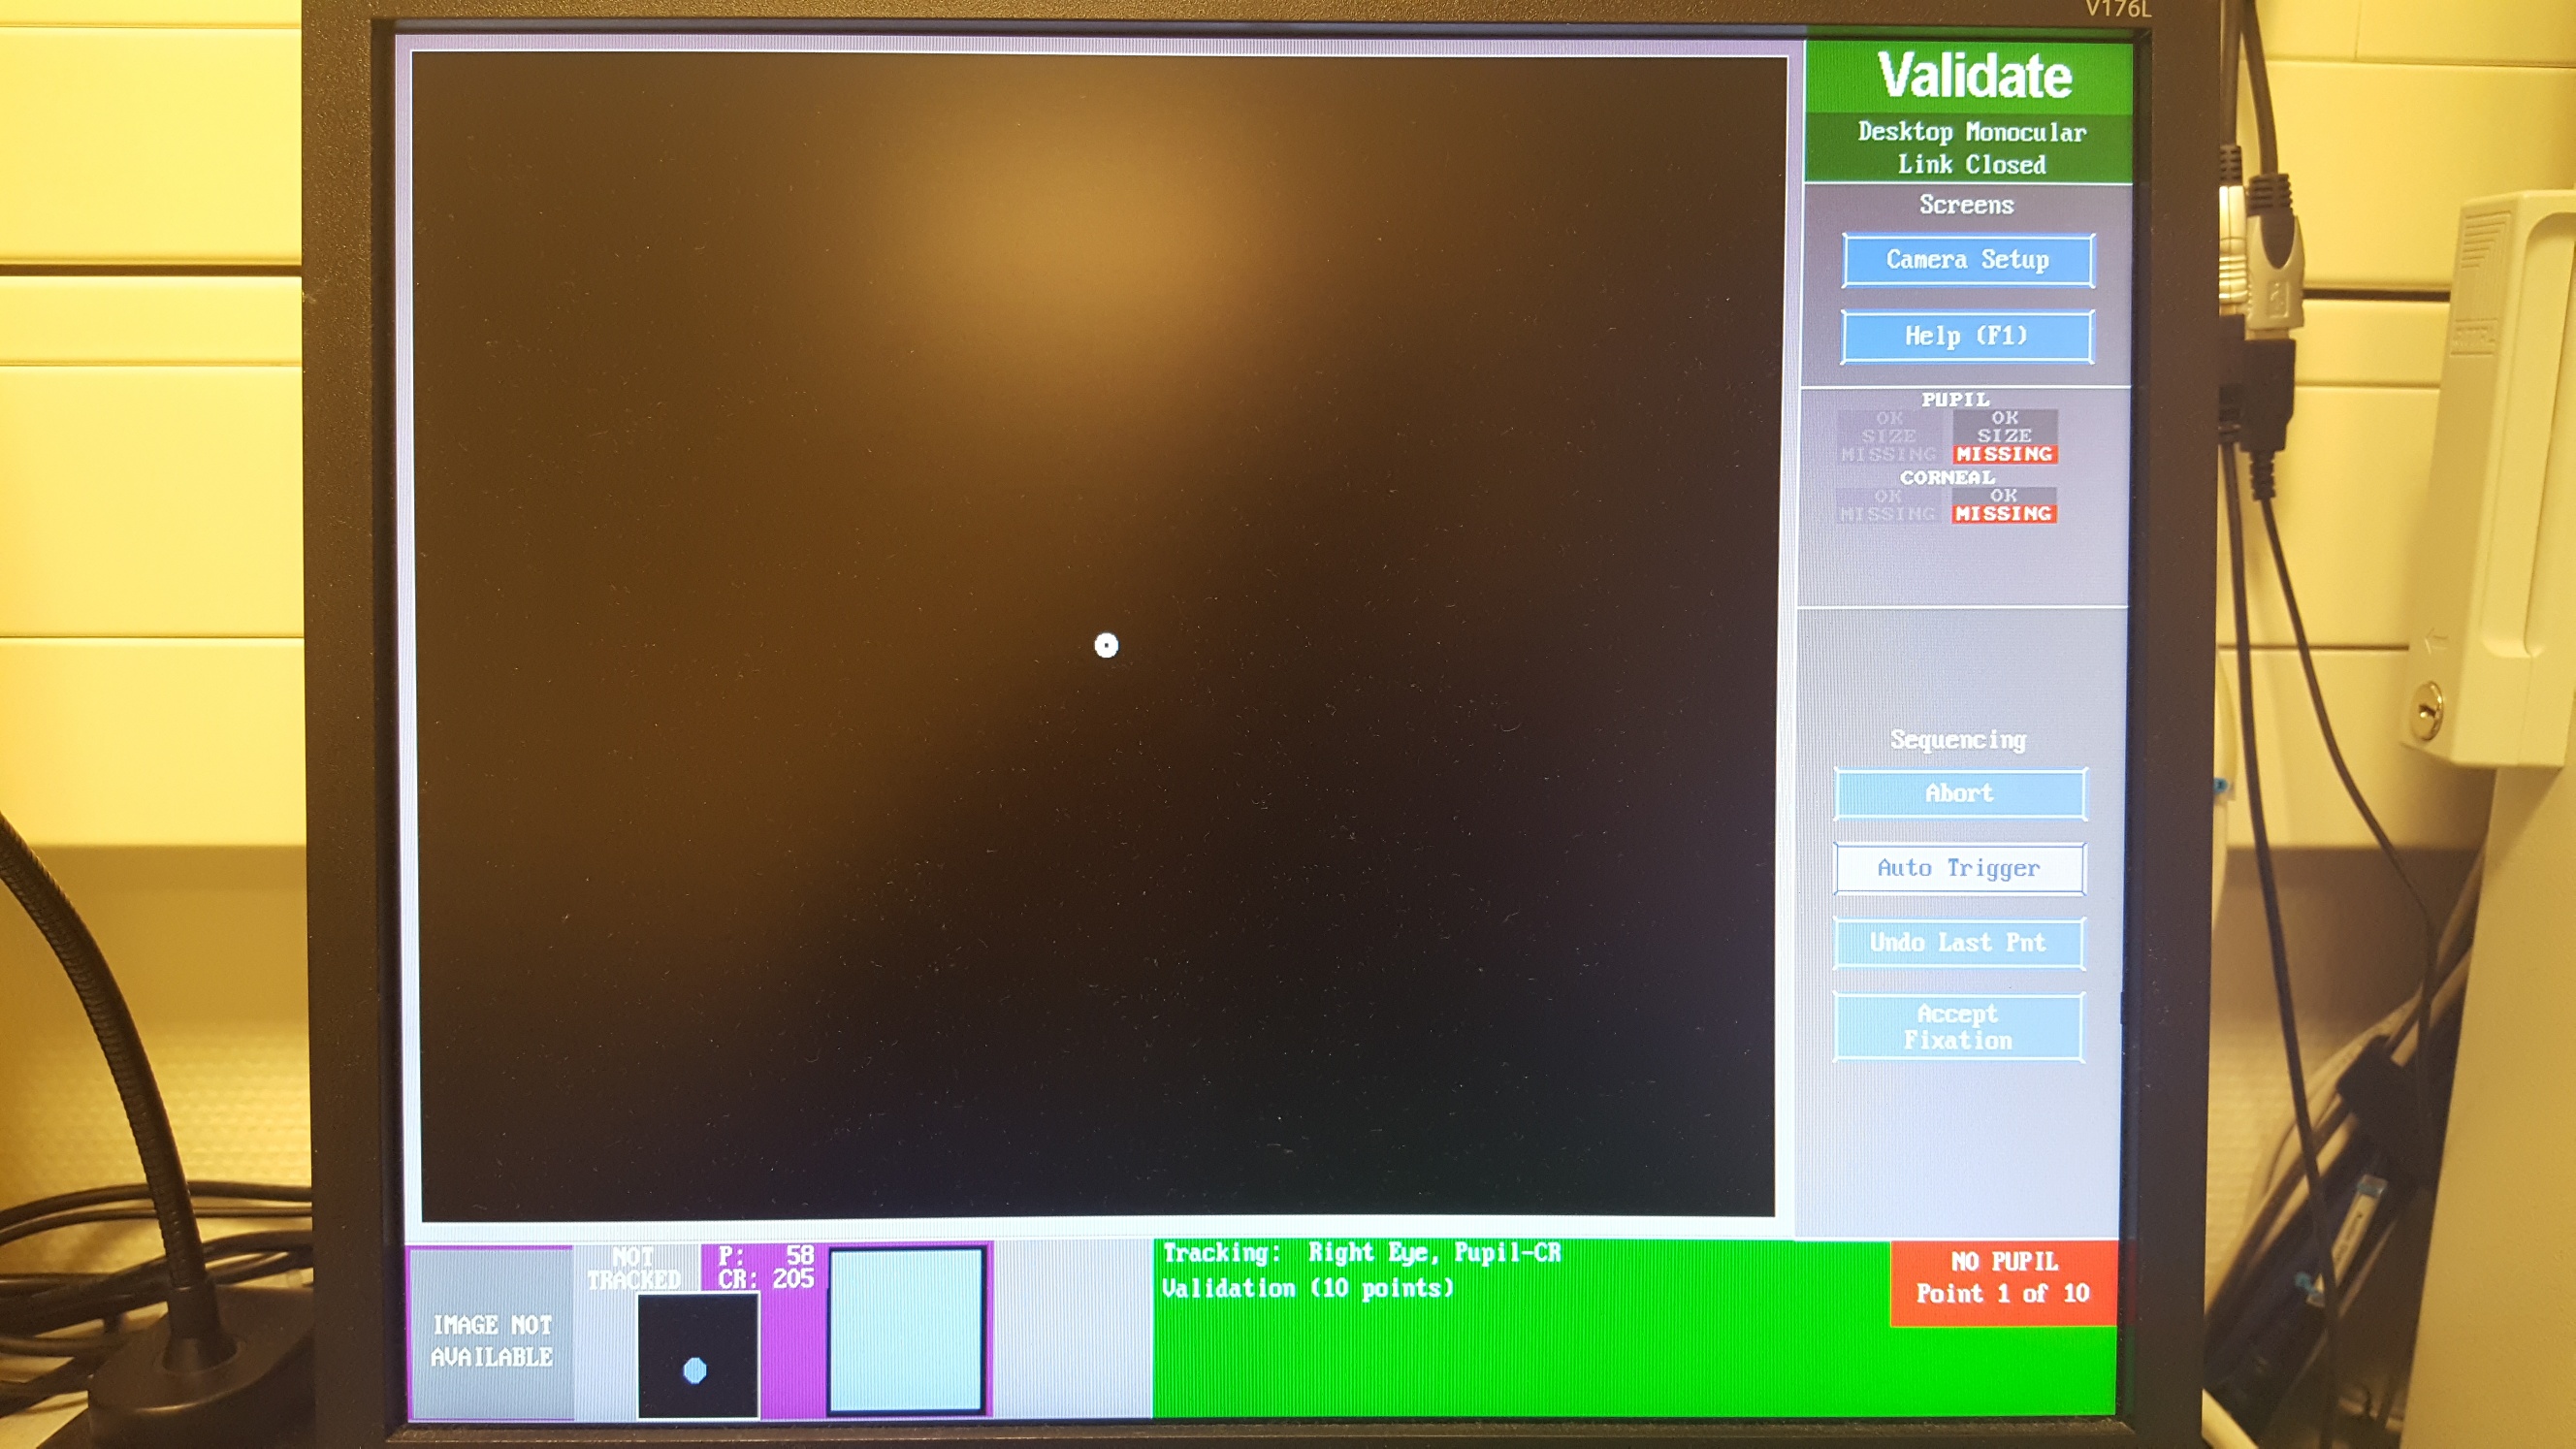 V176L
Validate
Desktop Monocular
Link Closed
Screens
Camera Setup
Help (F1)
PUPIL
OK OK
SIZE SIZE
MISSING MISSING
CORNEAL
OK OK
MISSING MISSING
Sequencing
Abort
Auto Trigger
Undo Last Pnt
Accept
Fixation
IMAGE NOT
AVAILABLE
NOT
TRACKED
P: 58
CR: 205
Tracking: Right Eye, Pupil-CR
Validation (10 points)
NO PUPIL
Point 1 of 10